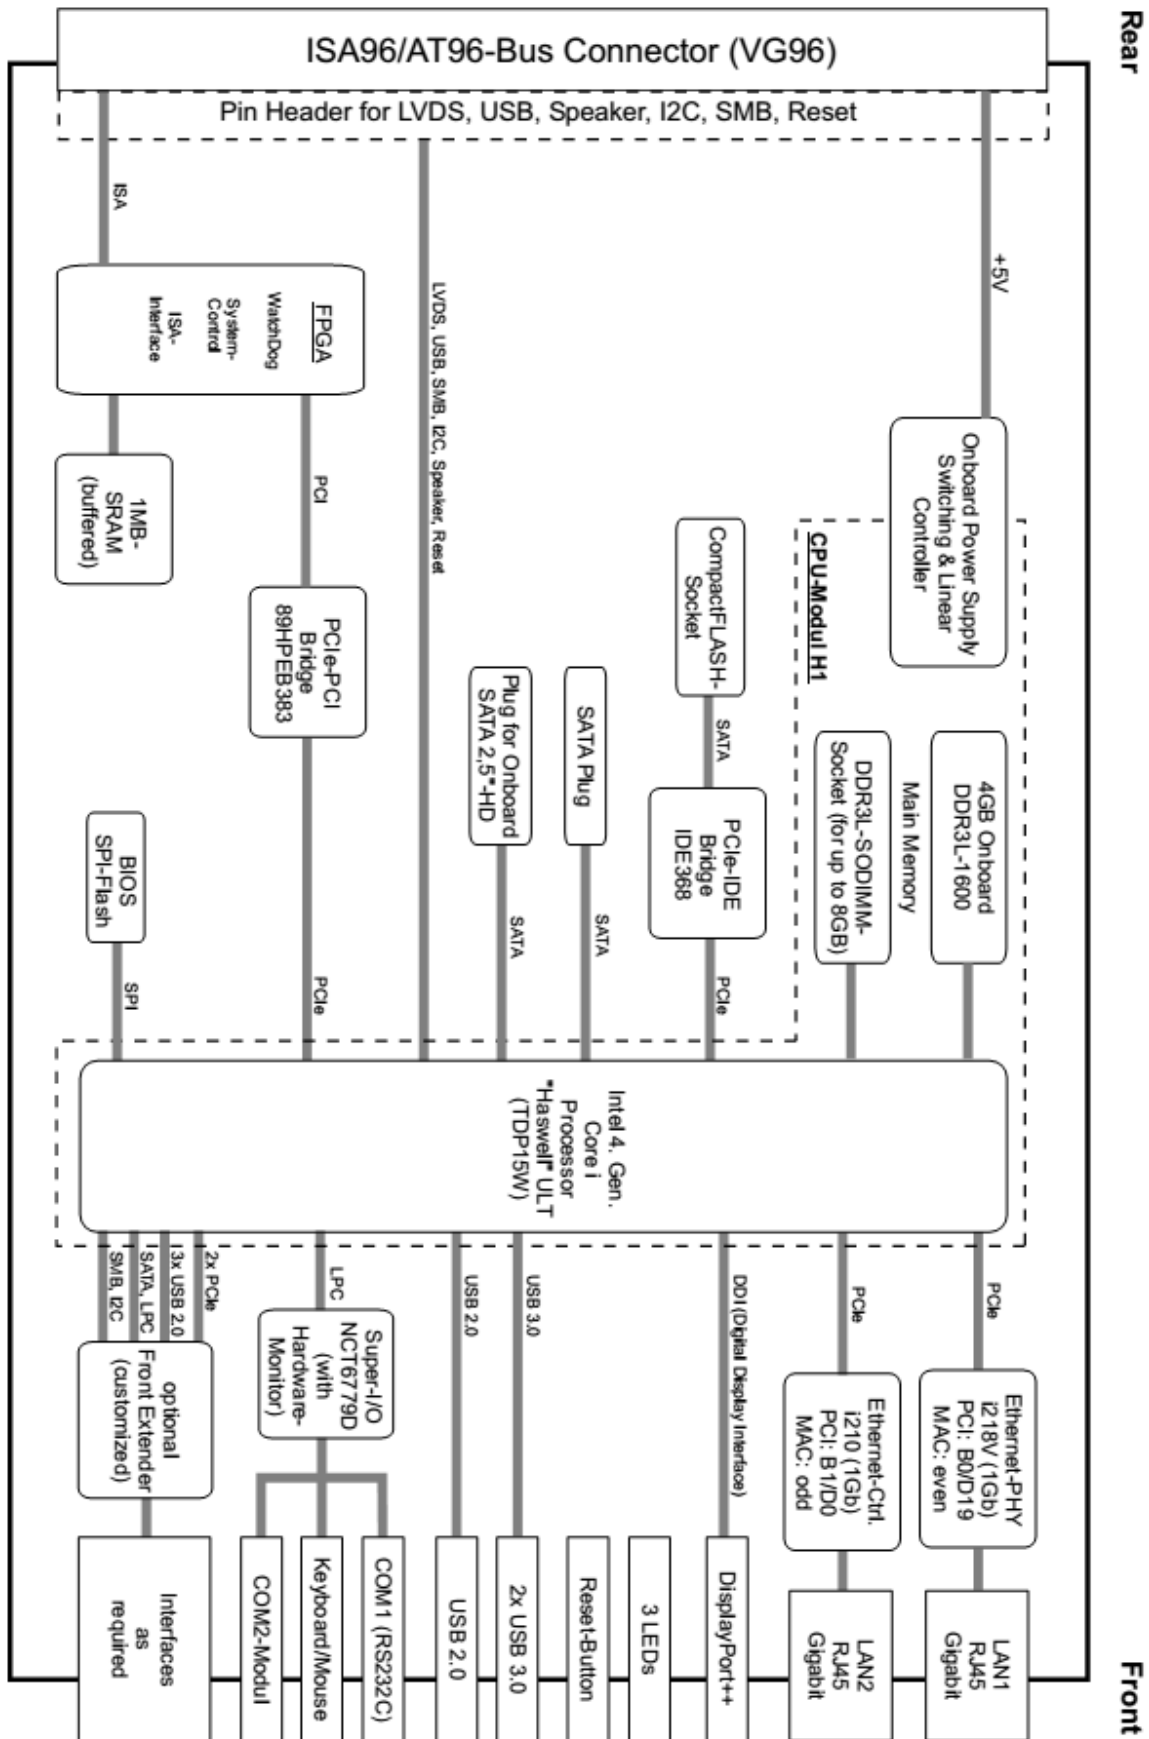 Rear
ISA96/AT96-Bus Connector (VG96)
Pin Header for LVDS, USB, Speaker, I2C, SMB, Reset
ISA
+5V
FPGA
WatchDog
System-
Control
ISA-
Interface
LVDS, USB, SMB, I2C, Speaker, Reset
Onboard Power Supply
Switching & Linear
Controller
1MB-
SRAM
(buffered)
PCI
CompactFLASH-
Socket
CPU-Modul H1
PCIe-PCI
Bridge
89HPEB383
Plug for Onboard
SATA 2,5"-HD
SATA Plug
SATA
PCIe-IDE
Bridge
IDE368
DDR3L-SODIMM-
Socket (for up to 8GB)
Main Memory
4GB Onboard
DDR3L-1600
BIOS
SPI-Flash
SPI
PCIe
SATA
SATA
PCIe
Intel 4. Gen.
Core i
Processor
"Haswell" ULT
(TDP15W)
SMB, I2C
SATA, LPC
3x USB 2.0
2x PCIe
LPC
USB 2.0
USB 3.0
DDI (Digital Display Interface)
PCIe
PCIe
optional
Front Extender
(customized)
Super-I/O
NCT6779D
(with
Hardware-
Monitor)
Ethernet-Ctrl.
i210 (1Gb)
PCI: B1/D0
MAC: odd
Ethernet-PHY
i218V (1Gb)
PCI: B0/D19
MAC: even
Interfaces
as
required
COM2-Modul
Keyboard/Mouse
COM1 (RS232C)
USB 2.0
2x USB 3.0
Reset-Button
3 LEDs
DisplayPort++
LAN2
RJ45
Gigabit
LAN1
RJ45
Gigabit
Front